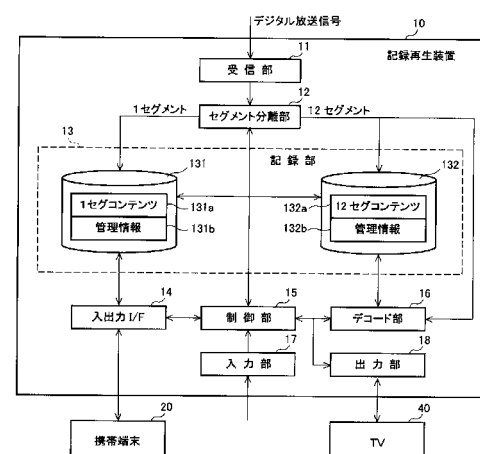 デジタル放送信号
10
記録再生装置
11
受信部
12
1セグメント
セグメント分離部
12セグメント
13
131
記録部
132
1セグコンテンツ
131a
管理情報
131b
132a
12セグコンテンツ
132b
管理情報
14
入出力I/F
15
制御部
16
デコード部
17
入力部
18
出力部
20
携帯端末
40
TV